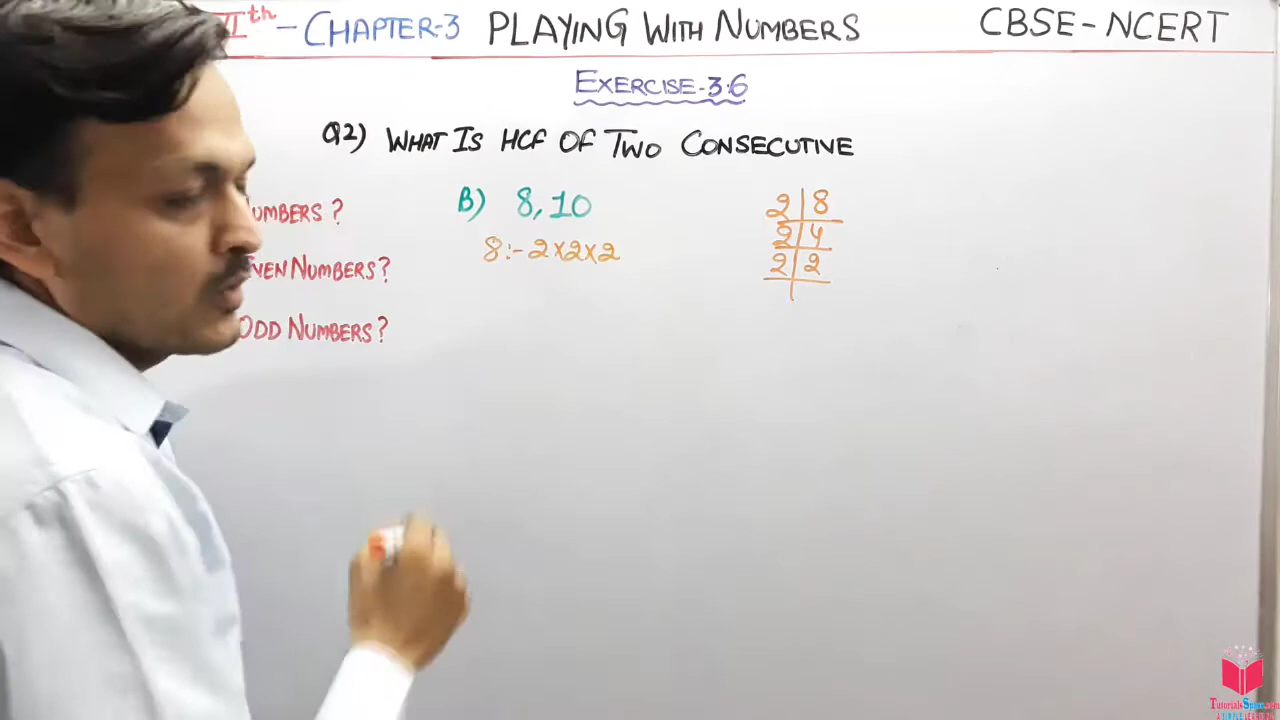 th - CHAPTER-3 PLAYING WITH NUMBERS CBSE-NCERT
EXERCISE-3.6
Q2) WHAT IS HCF OF TWO CONSECUTIVE
UMBERS ?
VEN NUMBERS?
ODD NUMBERS?
B) 8, 10
8:- 2×2×2
2 | 8
2 | 4
2 | 2